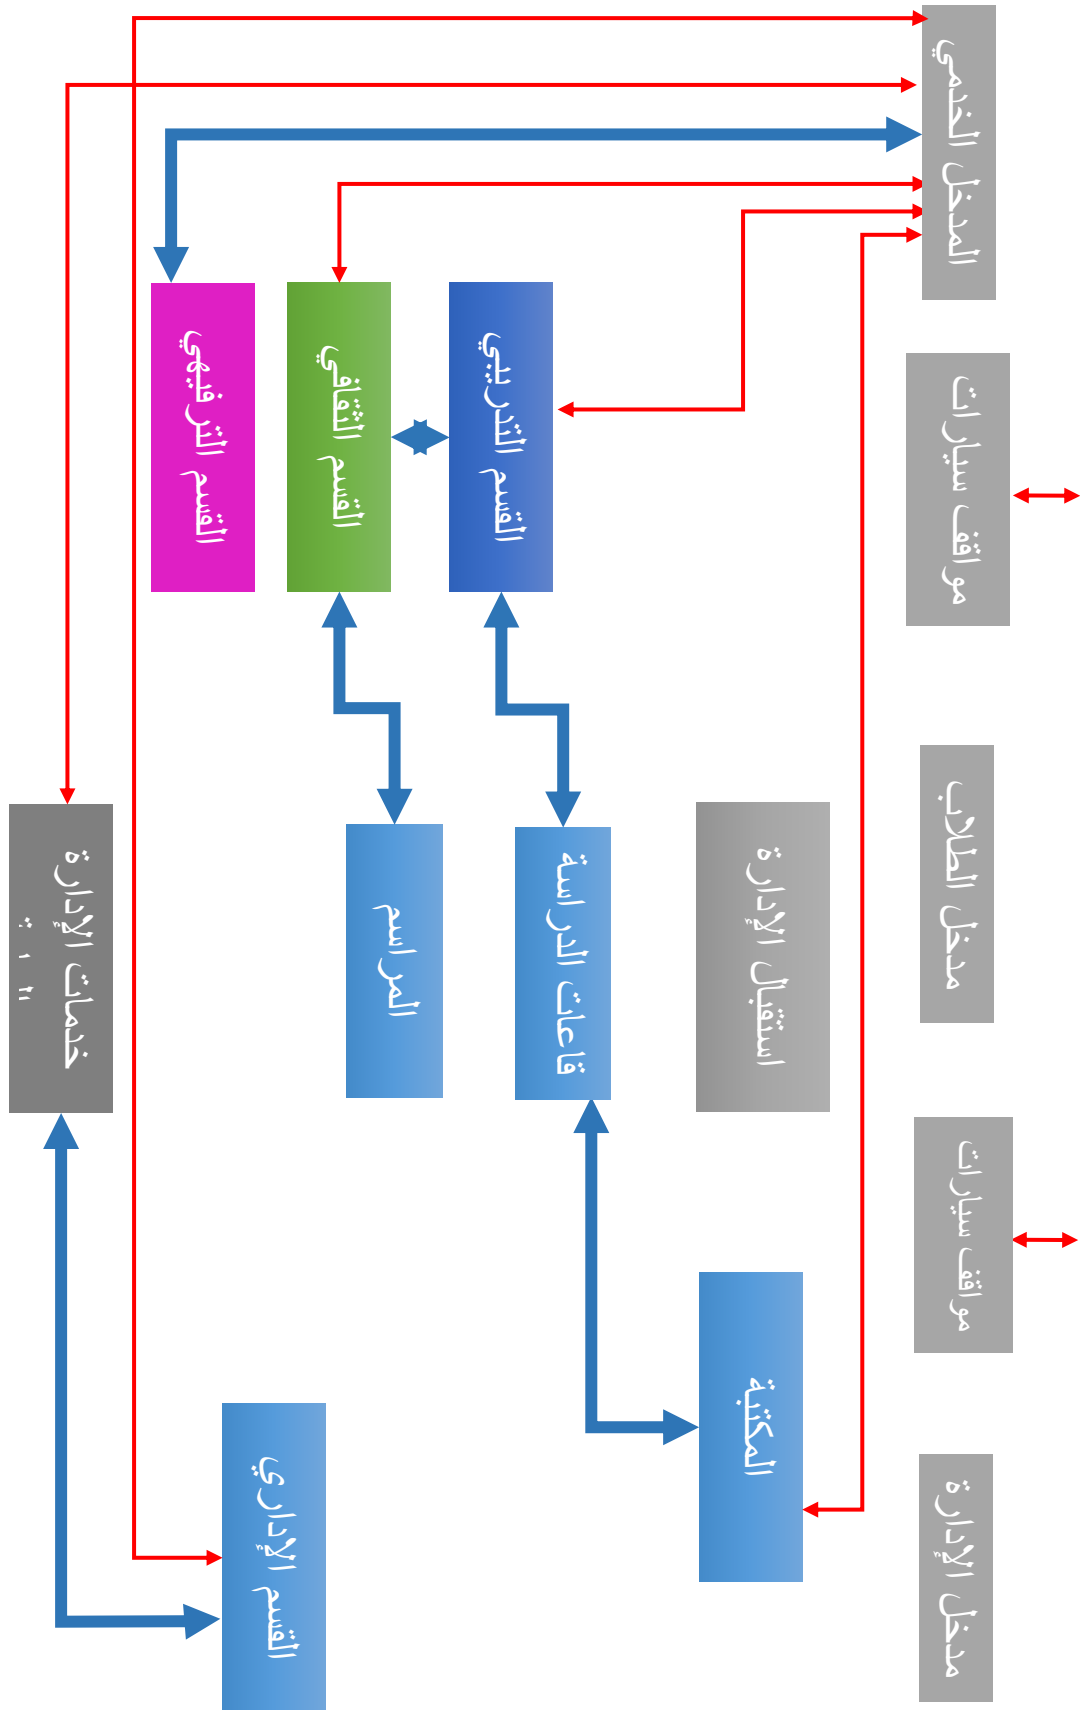 المدخل الخدمي
مواقف سيارات
مدخل الطلاب
مواقف سيارات
مدخل الإدارة
استقبال الإدارة
المكتبة
القسم التدريبي
قاعات الدراسة
القسم الثقافي
المراسم
القسم الترفيهي
القسم الإداري
خدمات الإدارة